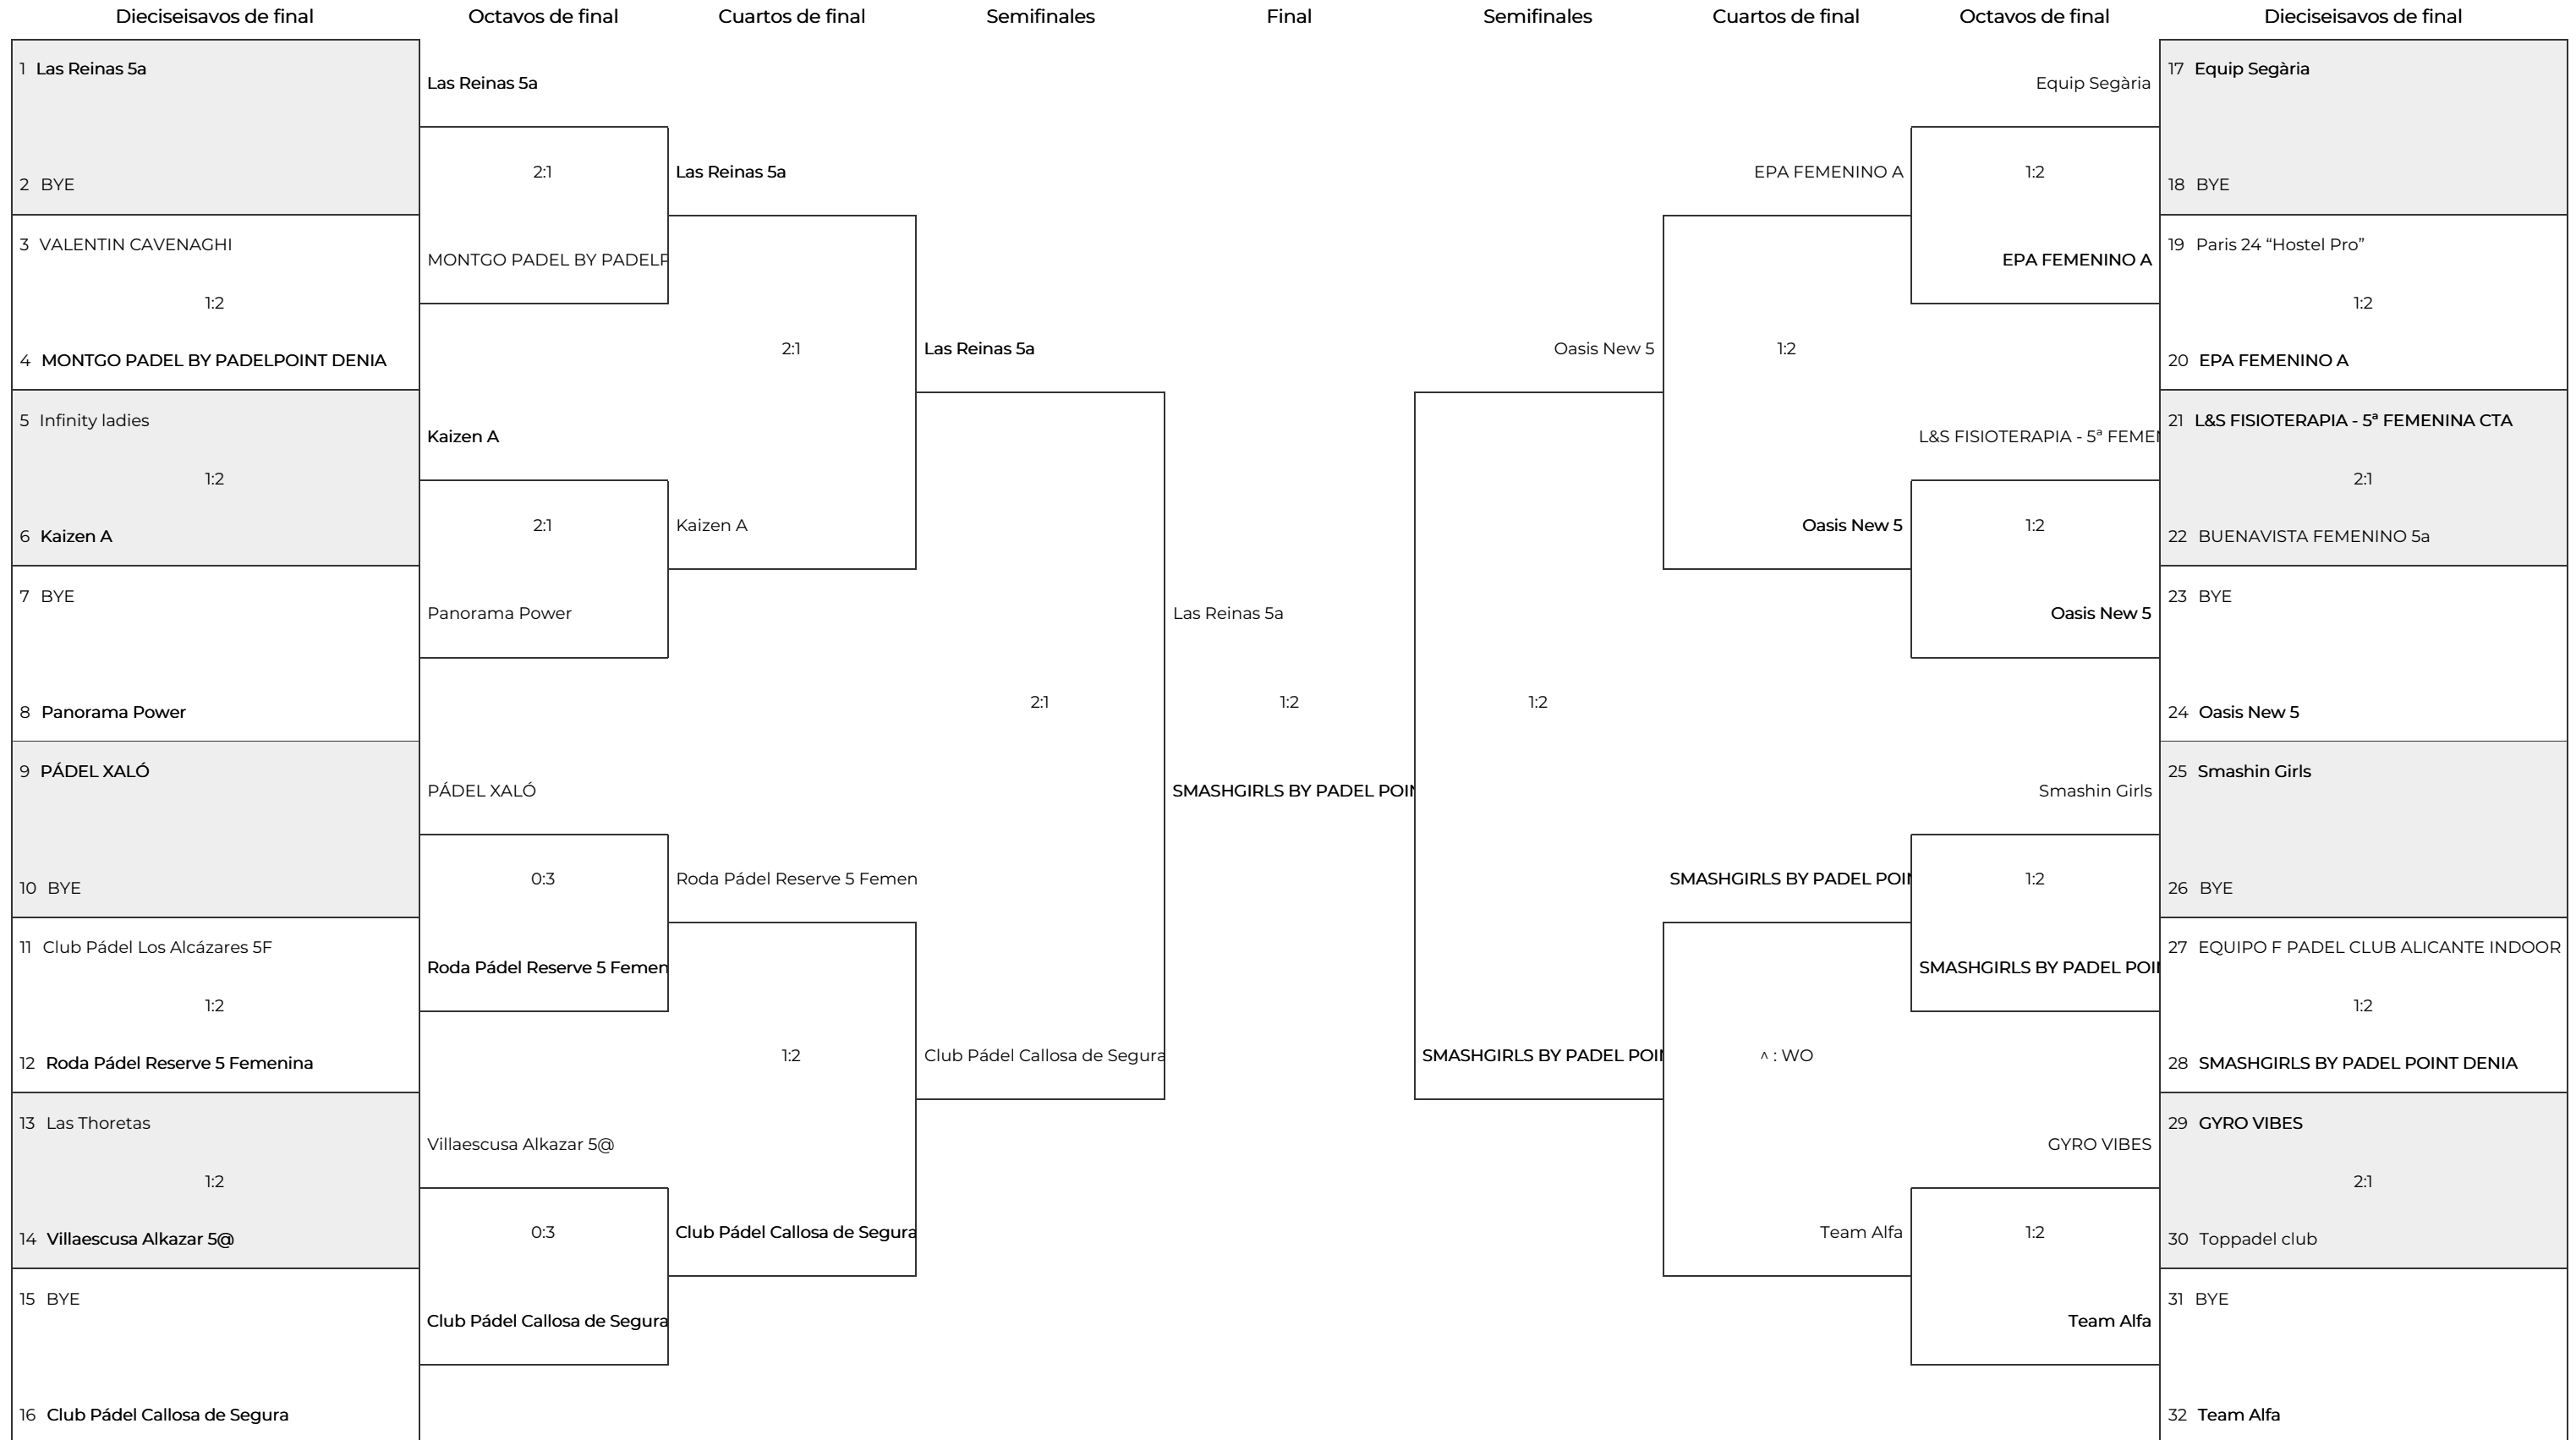 Dieciseisavos de final
Octavos de final
Cuartos de final
Semifinales
Final
Semifinales
Cuartos de final
Octavos de final
Dieciseisavos de final
1 Las Reinas 5a
2 BYE
3 VALENTIN CAVENAGHI
1:2
4 MONTGO PADEL BY PADELPOINT DENIA
5 Infinity ladies
1:2
6 Kaizen A
7 BYE
8 Panorama Power
9 PÁDEL XALÓ
10 BYE
11 Club Pádel Los Alcázares 5F
1:2
12 Roda Pádel Reserve 5 Femenina
13 Las Thoretas
1:2
14 Villaescusa Alkazar 5@
15 BYE
16 Club Pádel Callosa de Segura
Las Reinas 5a
2:1
MONTGO PADEL BY PADELP
Kaizen A
2:1
Panorama Power
PÁDEL XALÓ
0:3
Roda Pádel Reserve 5 Femen
Villaescusa Alkazar 5@
0:3
Club Pádel Callosa de Segura
Las Reinas 5a
2:1
Kaizen A
Roda Pádel Reserve 5 Femen
1:2
Club Pádel Callosa de Segura
Las Reinas 5a
2:1
Club Pádel Callosa de Segura
Las Reinas 5a
1:2
SMASHGIRLS BY PADEL POIN
Oasis New 5
1:2
SMASHGIRLS BY PADEL POIN
EPA FEMENINO A
1:2
Oasis New 5
SMASHGIRLS BY PADEL POIN
^ : WO
Team Alfa
Equip Segària
1:2
EPA FEMENINO A
L&S FISIOTERAPIA - 5ª FEMEN
1:2
Oasis New 5
Smashin Girls
1:2
SMASHGIRLS BY PADEL POIN
GYRO VIBES
1:2
Team Alfa
17 Equip Segària
18 BYE
19 Paris 24 “Hostel Pro”
1:2
20 EPA FEMENINO A
21 L&S FISIOTERAPIA - 5ª FEMENINA CTA
2:1
22 BUENAVISTA FEMENINO 5a
23 BYE
24 Oasis New 5
25 Smashin Girls
26 BYE
27 EQUIPO F PADEL CLUB ALICANTE INDOOR
1:2
28 SMASHGIRLS BY PADEL POINT DENIA
29 GYRO VIBES
2:1
30 Toppadel club
31 BYE
32 Team Alfa